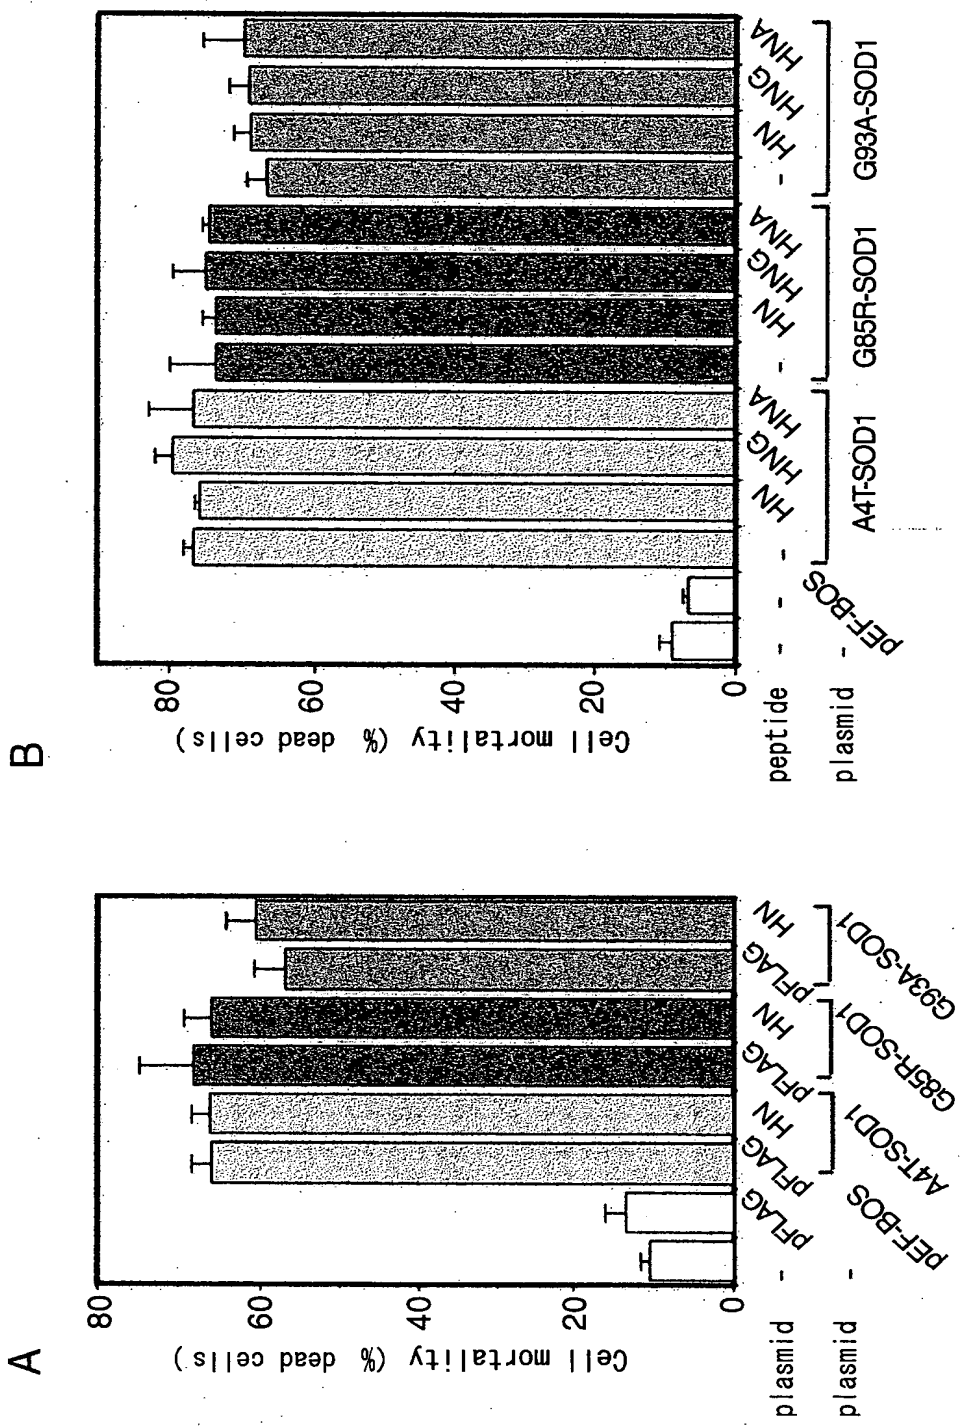 A
Cell mortality (% dead cells)
80
60
40
20
0
plasmid - pFLAG pFLAG HN pFLAG HN pFLAG HN
plasmid - pEF-BOS A4T-SOD1 G85R-SOD1 G93A-SOD1
B
Cell mortality (% dead cells)
80
60
40
20
0
peptide - - - HN HNG HNA - HN HNG HNA - HN HNG HNA
plasmid - pEF-BOS A4T-SOD1 G85R-SOD1 G93A-SOD1